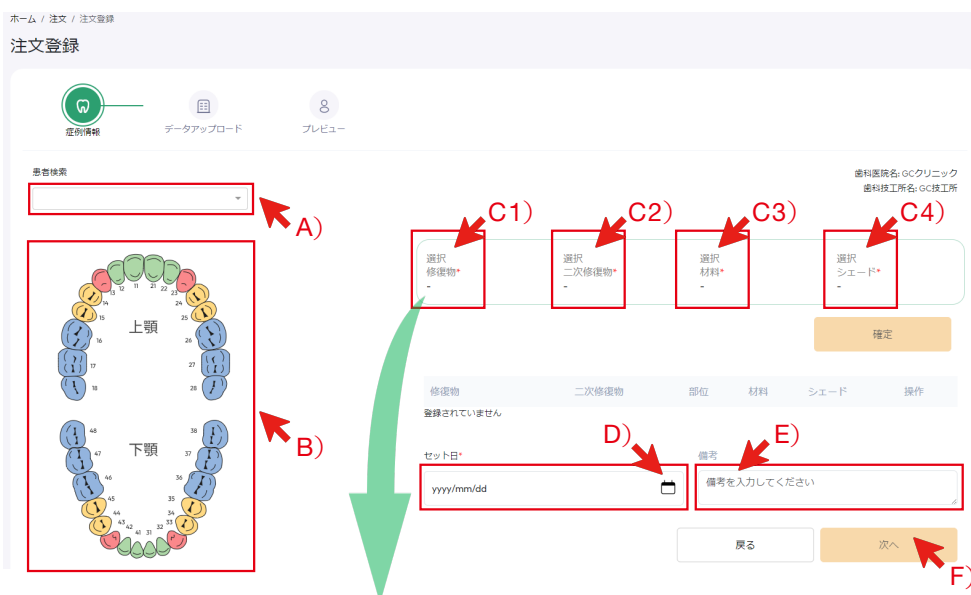 ホーム / 注文 / 注文登録
注文登録
症例情報
データアップロード
プレビュー
患者検索
歯科医院名: GCクリニック
歯科技工所名: GC技工所
A)
C1)
C2)
C3)
C4)
選択
修復物*
-
選択
二次修復物*
-
選択
材料*
-
選択
シェード*
-
確定
13 12 11 21 22 23
14 24
15 25
上顎
16 26
17 27
18 28
B)
48 38
下顎
47 37
46 36
45 35
44 34
43 42 41 31 32 33
修復物 二次修復物 部位 材料 シェード 操作
登録されていません
D)
E)
セット日*
備考
yyyy/mm/dd
備考を入力してください
戻る
次へ
F)